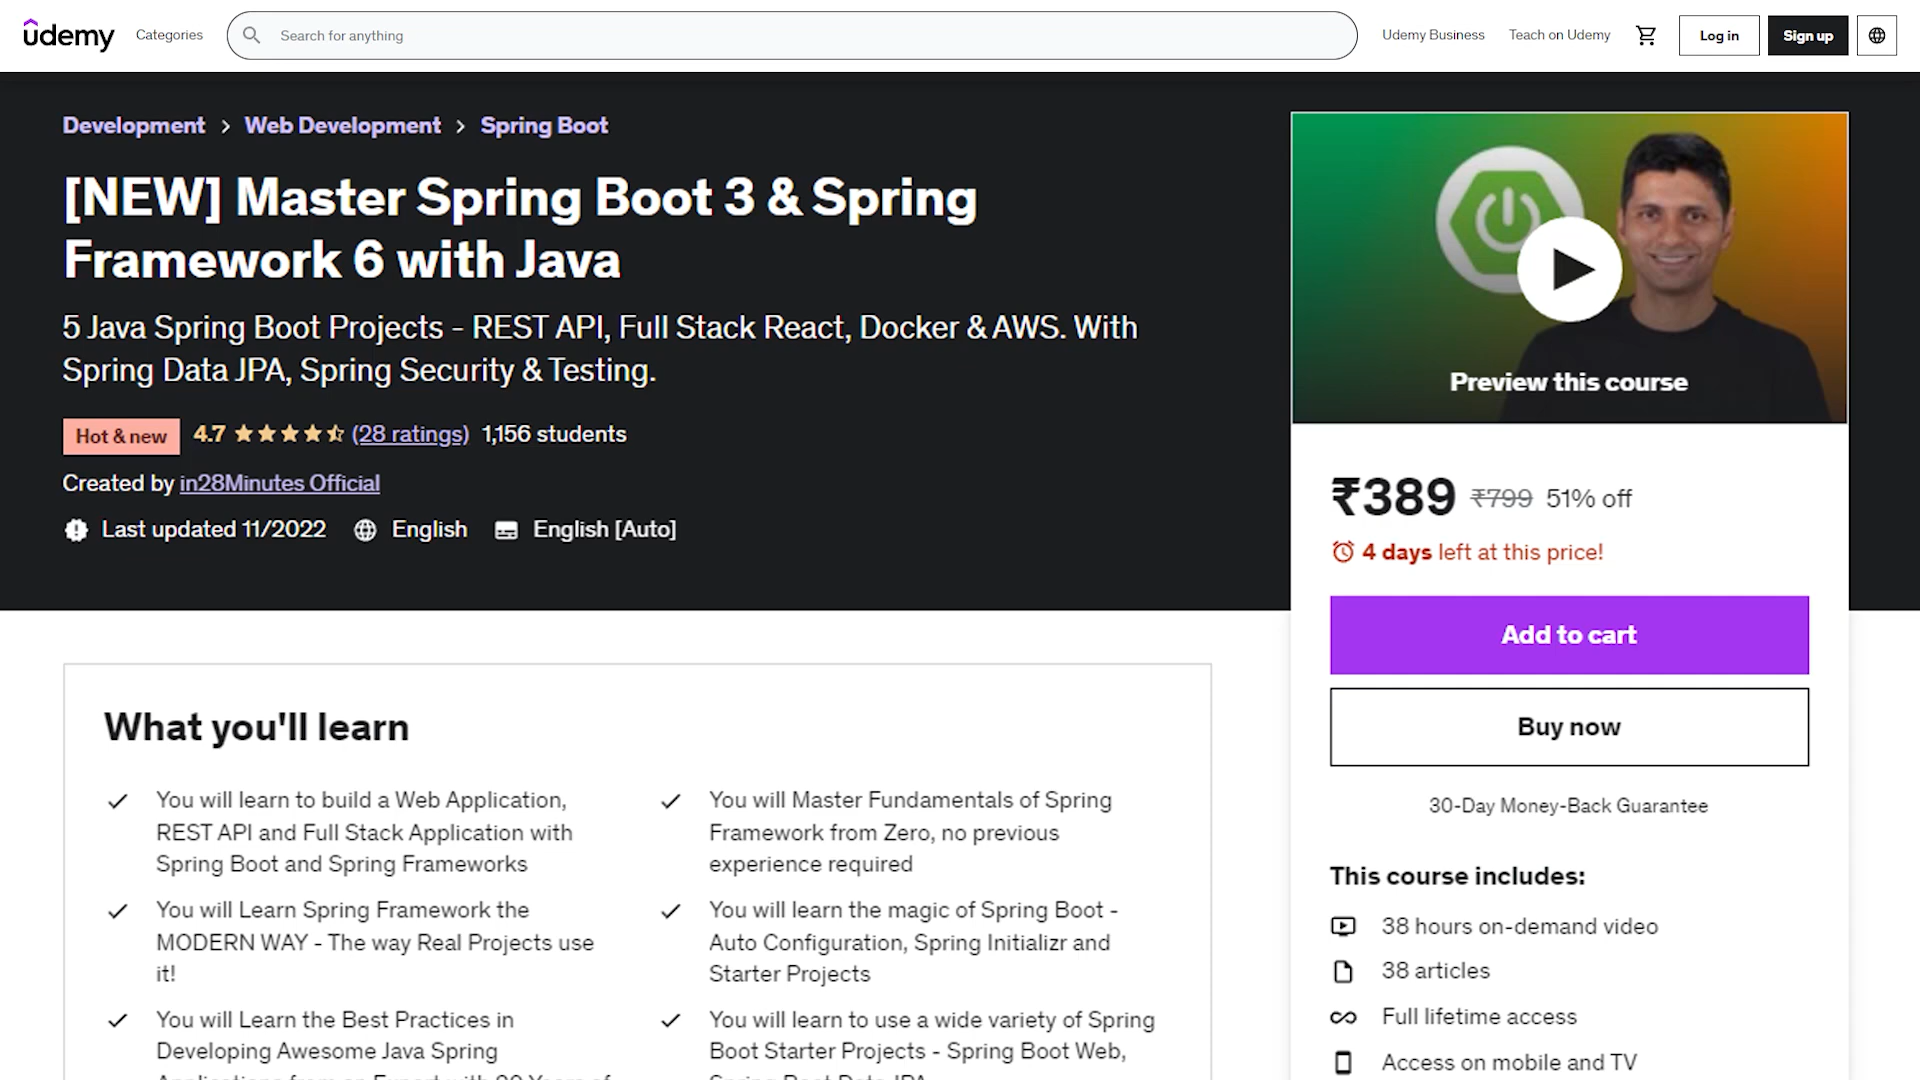 udemy
Categories
Search for anything
Udemy Business
Teach on Udemy
Log in
Sign up
Development > Web Development > Spring Boot
[NEW] Master Spring Boot 3 & Spring
Framework 6 with Java
5 Java Spring Boot Projects - REST API, Full Stack React, Docker & AWS. With
Spring Data JPA, Spring Security & Testing.
Hot & new 4.7 (28 ratings) 1,156 students
Created by in28Minutes Official
Last updated 11/2022 English English [Auto]
Preview this course
₹389 ₹799 51% off
4 days left at this price!
Add to cart
Buy now
30-Day Money-Back Guarantee
This course includes:
38 hours on-demand video
38 articles
Full lifetime access
Access on mobile and TV
What you'll learn
You will learn to build a Web Application,
REST API and Full Stack Application with
Spring Boot and Spring Frameworks
You will Master Fundamentals of Spring
Framework from Zero, no previous
experience required
You will Learn Spring Framework the
MODERN WAY - The way Real Projects use
it!
You will learn the magic of Spring Boot -
Auto Configuration, Spring Initializr and
Starter Projects
You will Learn the Best Practices in
Developing Awesome Java Spring
You will learn to use a wide variety of Spring
Boot Starter Projects - Spring Boot Web,